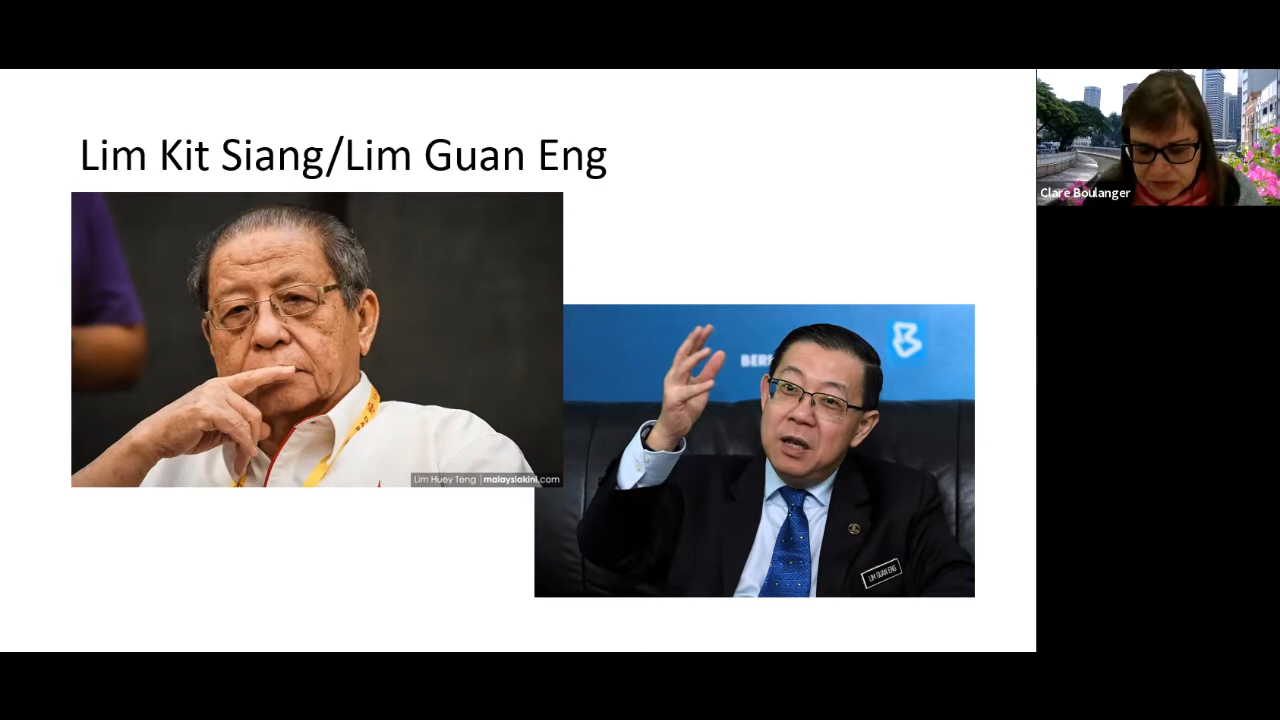 Lim Kit Siang/Lim Guan Eng
Clare Boulanger
Lim Huey Teng | malaysiakini.com
BER
LIM GUAN ENG